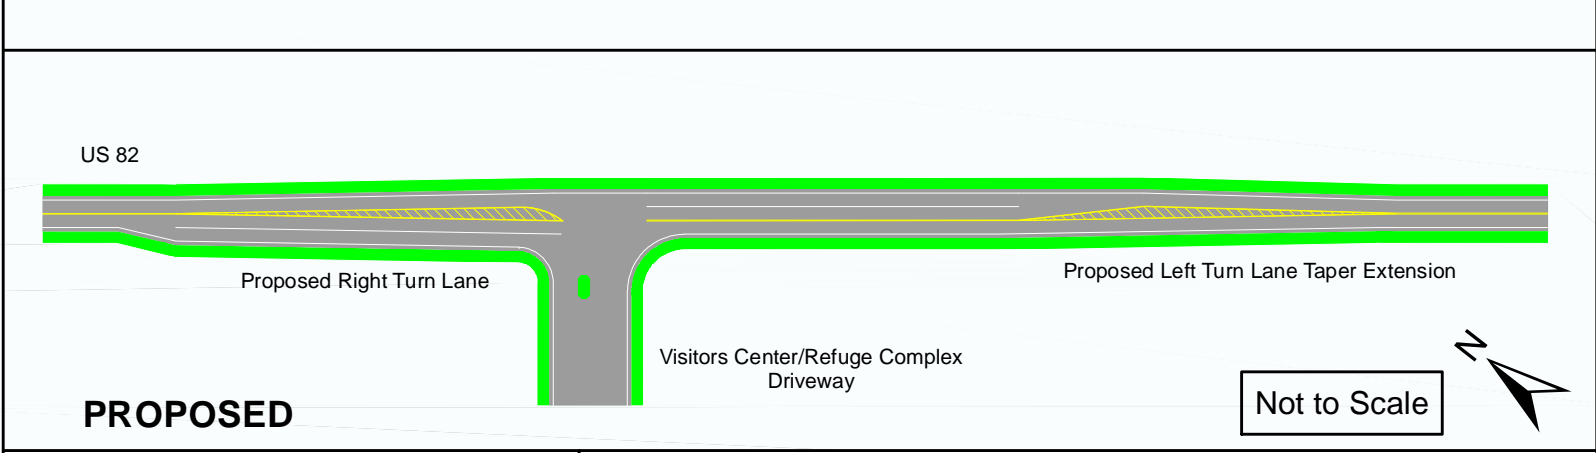 US 82
Proposed Right Turn Lane
Proposed Left Turn Lane Taper Extension
Visitors Center/Refuge Complex
Driveway
PROPOSED
Not to Scale
N